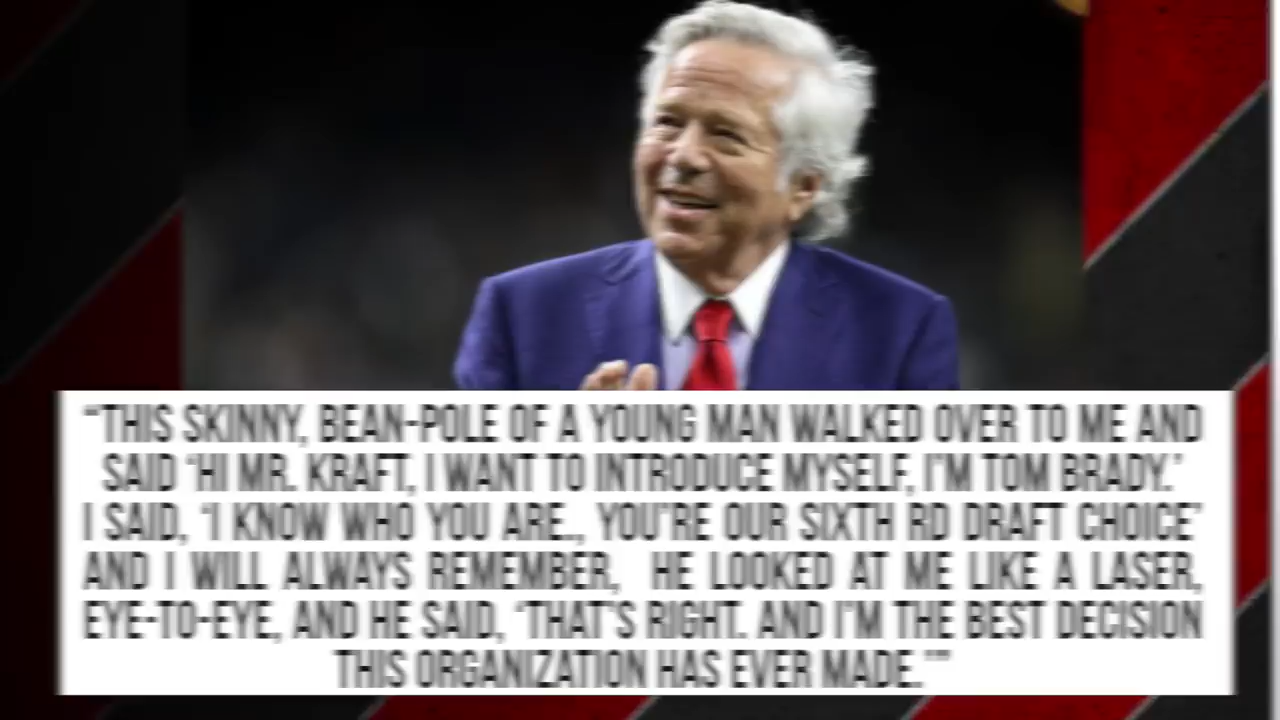 “THIS SKINNY, BEAN-POLE OF A YOUNG MAN WALKED OVER TO ME AND
SAID ‘HI MR. KRAFT, I WANT TO INTRODUCE MYSELF, I’M TOM BRADY.’
I SAID, ‘I KNOW WHO YOU ARE., YOU’RE OUR SIXTH RD DRAFT CHOICE’
AND I WILL ALWAYS REMEMBER, HE LOOKED AT ME LIKE A LASER,
EYE-TO-EYE, AND HE SAID, ‘THAT’S RIGHT. AND I’M THE BEST DECISION
THIS ORGANIZATION HAS EVER MADE.’”